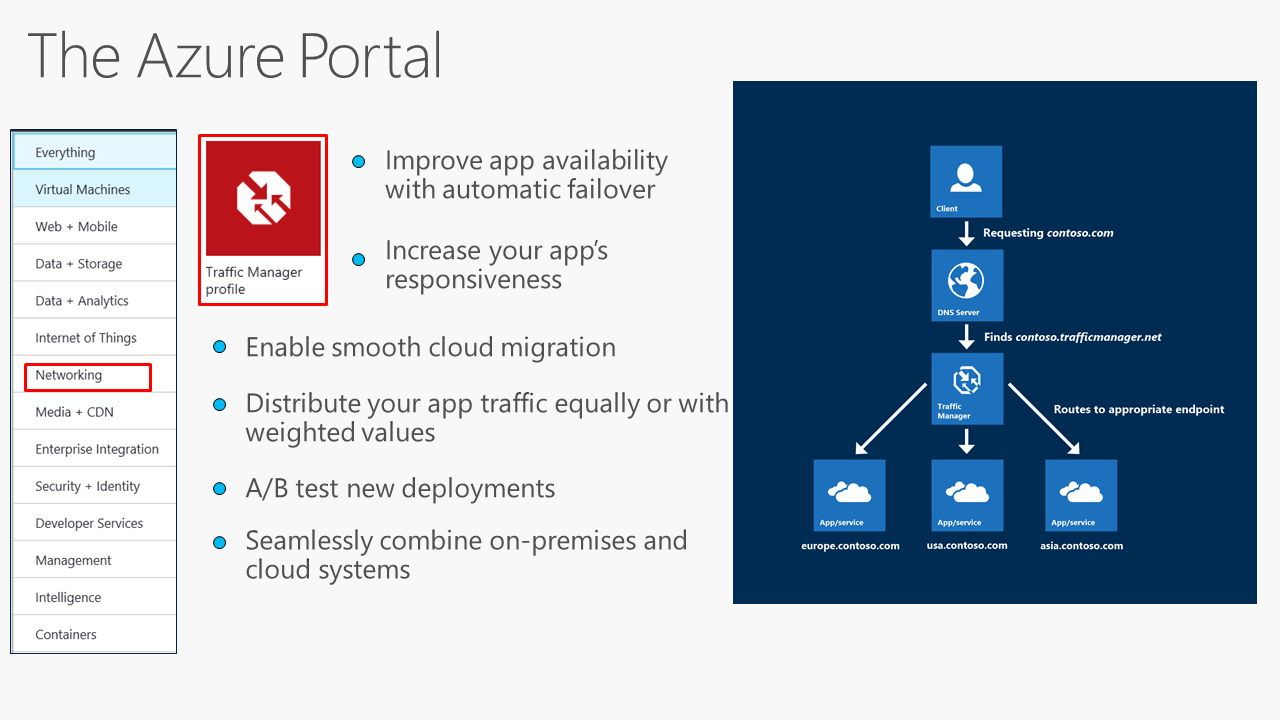 The Azure Portal
Everything
Virtual Machines
Web + Mobile
Data + Storage
Data + Analytics
Internet of Things
Networking
Media + CDN
Enterprise Integration
Security + Identity
Developer Services
Management
Intelligence
Containers
Traffic Manager
profile
Improve app availability
with automatic failover
Increase your app's
responsiveness
Enable smooth cloud migration
Distribute your app traffic equally or with
weighted values
A/B test new deployments
Seamlessly combine on-premises and
cloud systems
Client
Requesting contoso.com
DNS Server
Finds contoso.trafficmanager.net
Traffic
Manager
Routes to appropriate endpoint
App/service
App/service
App/service
europe.contoso.com
usa.contoso.com
asia.contoso.com